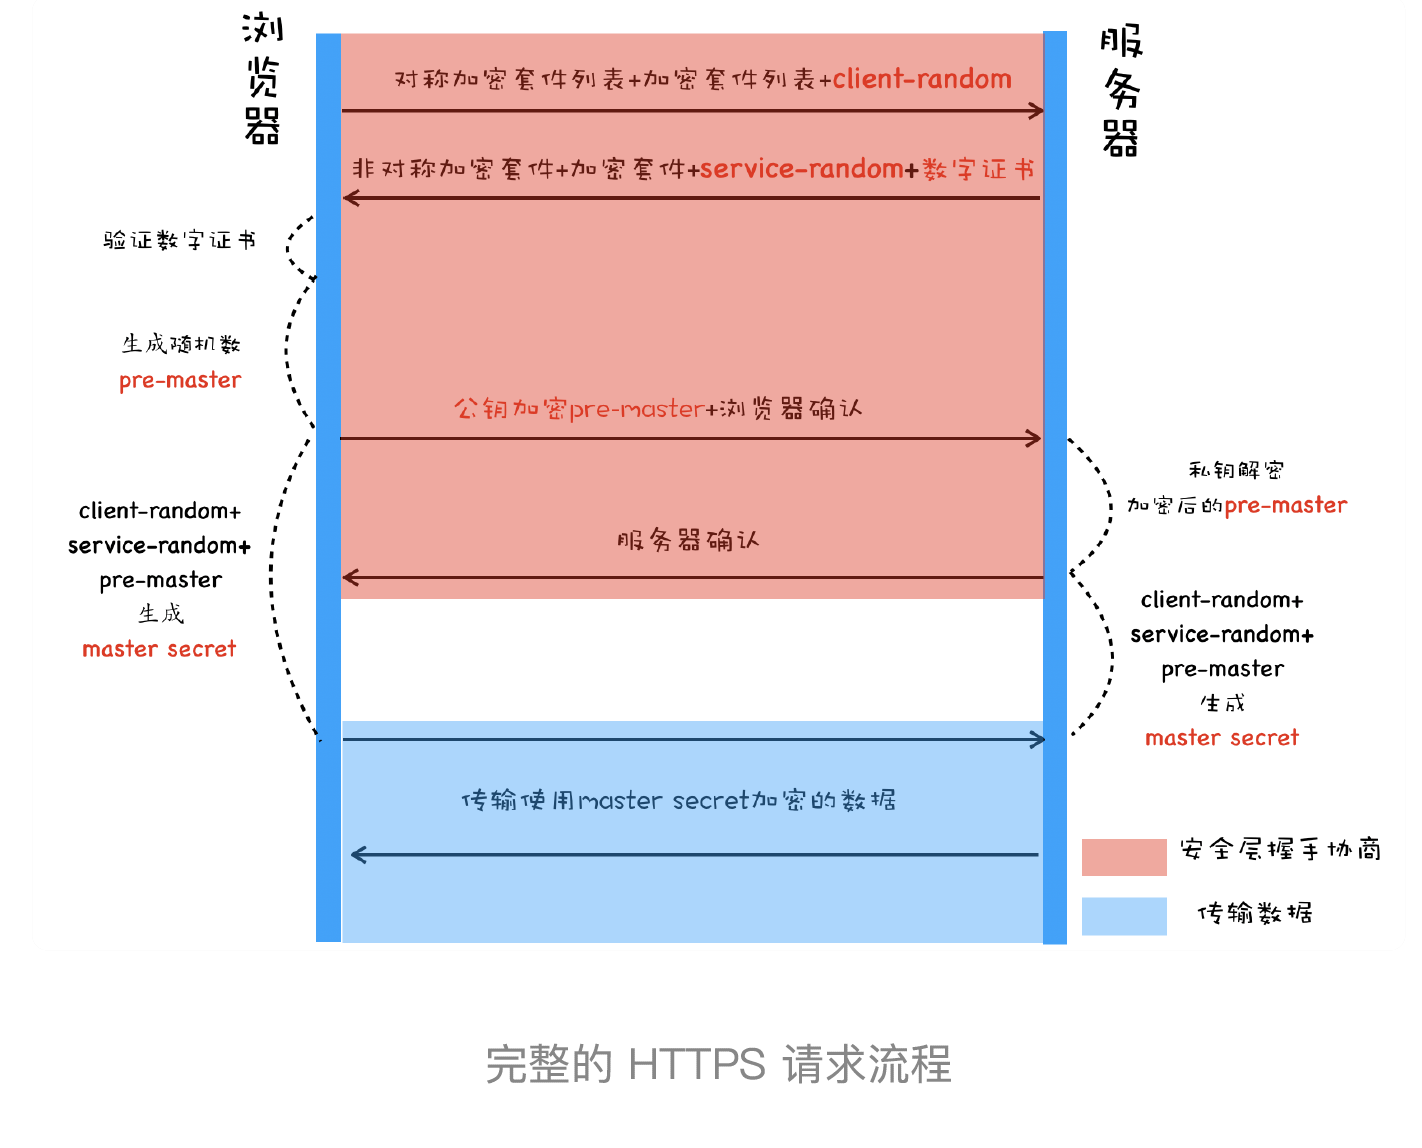 浏览器
服务器
对称加密套件列表+加密套件列表+client-random
非对称加密套件+加密套件+service-random+数字证书
验证数字证书
生成随机数
pre-master
公钥加密pre-master+浏览器确认
私钥解密
加密后的pre-master
client-random+
service-random+
pre-master
生成
master secret
服务器确认
client-random+
service-random+
pre-master
生成
master secret
传输使用master secret加密的数据
安全层握手协商
传输数据
完整的 HTTPS 请求流程